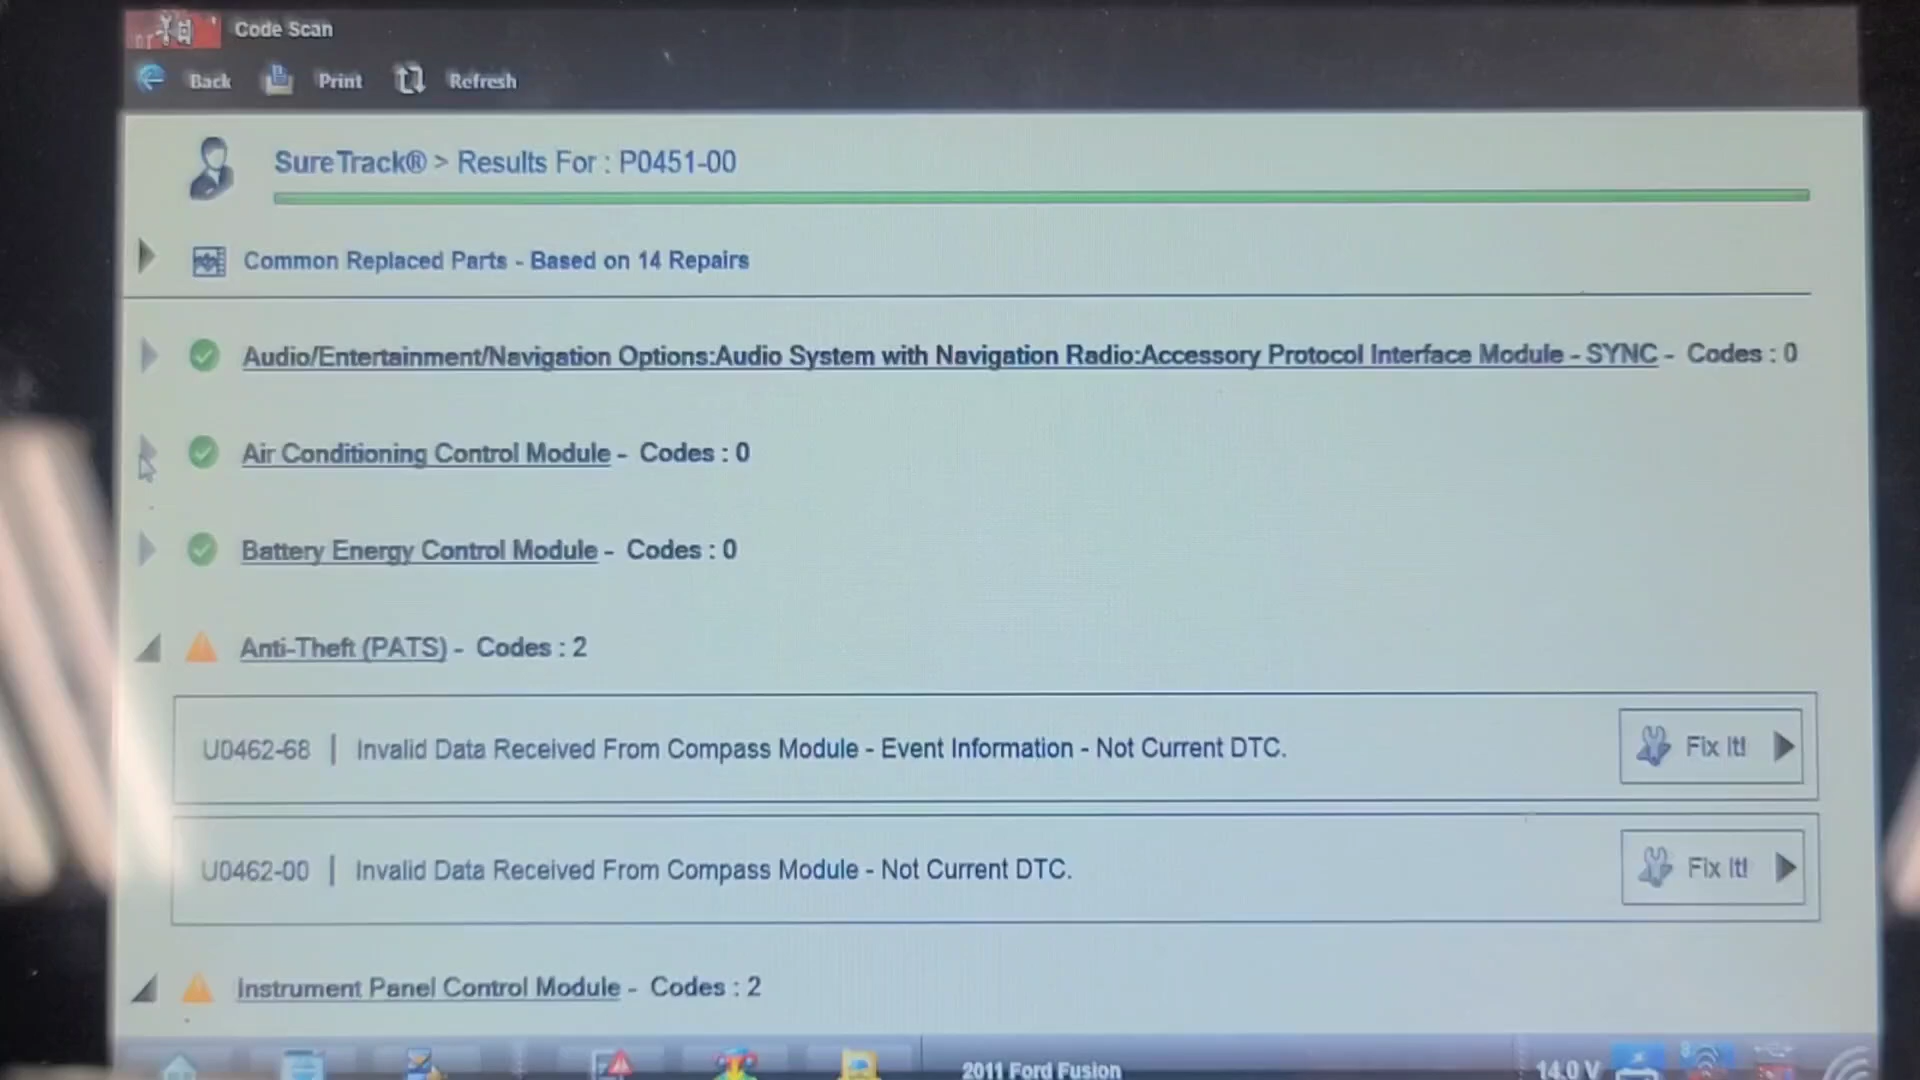 Code Scan
Back Print Refresh
SureTrack® > Results For : P0451-00
Common Replaced Parts - Based on 14 Repairs
Audio/Entertainment/Navigation Options:Audio System with Navigation Radio:Accessory Protocol Interface Module - SYNC - Codes : 0
Air Conditioning Control Module - Codes : 0
Battery Energy Control Module - Codes : 0
Anti-Theft (PATS) - Codes : 2
U0462-68 | Invalid Data Received From Compass Module - Event Information - Not Current DTC. Fix It!
U0462-00 | Invalid Data Received From Compass Module - Not Current DTC. Fix It!
Instrument Panel Control Module - Codes : 2
2011 Ford Fusion 14.0 V